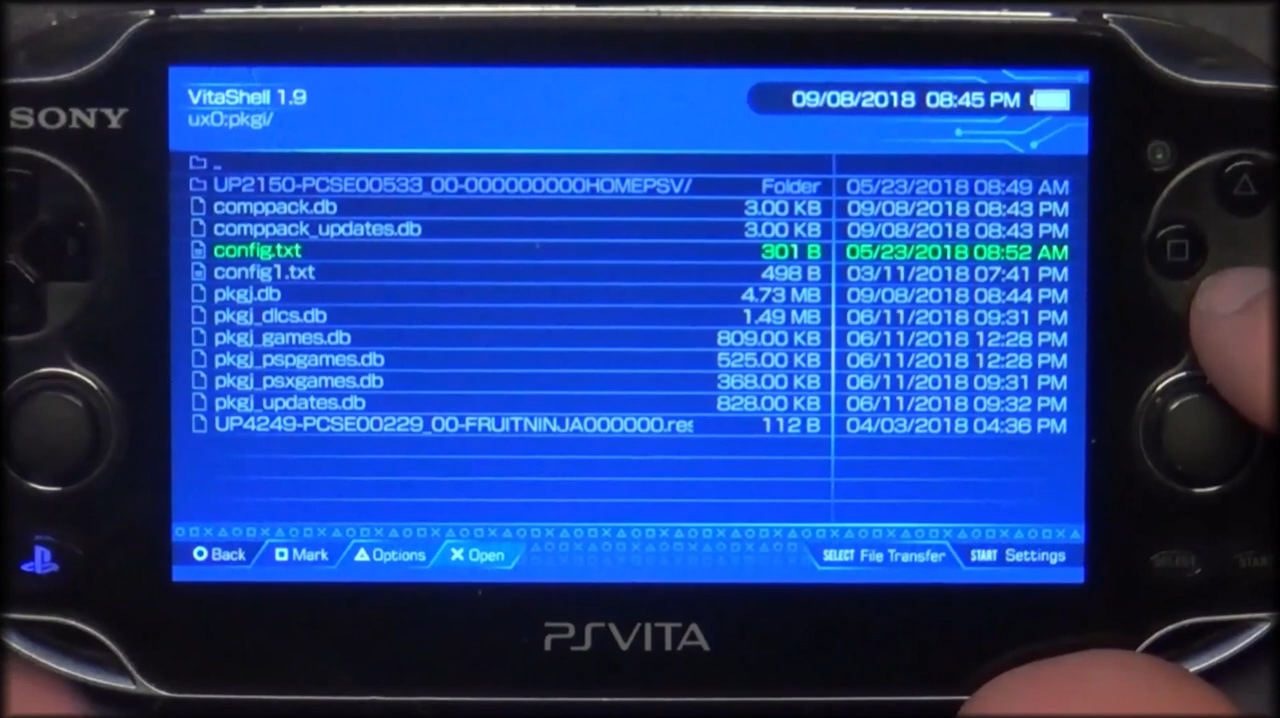 SONY
VitaShell 1.9
09/08/2018 08:45 PM
ux0:pkgi/
..
UP2150-PCSE00533_00-000000000HOMEPSV/ Folder 05/23/2018 08:49 AM
comppack.db 3.00 KB 09/08/2018 08:43 PM
comppack_updates.db 3.00 KB 09/08/2018 08:43 PM
config.txt 301 B 05/23/2018 08:52 AM
config1.txt 498 B 03/11/2018 07:41 PM
pkgj.db 4.73 MB 09/08/2018 08:44 PM
pkgj_dlcs.db 1.49 MB 06/11/2018 09:31 PM
pkgj_games.db 809.00 KB 06/11/2018 12:28 PM
pkgj_pspgames.db 525.00 KB 06/11/2018 12:28 PM
pkgj_psxgames.db 368.00 KB 06/11/2018 09:31 PM
pkgj_updates.db 828.00 KB 06/11/2018 09:32 PM
UP4249-PCSE00229_00-FRUITNINJA000000.res 112 B 04/03/2018 04:36 PM
Back Mark Options Open SELECT File Transfer START Settings
SELECT START
PSVITA